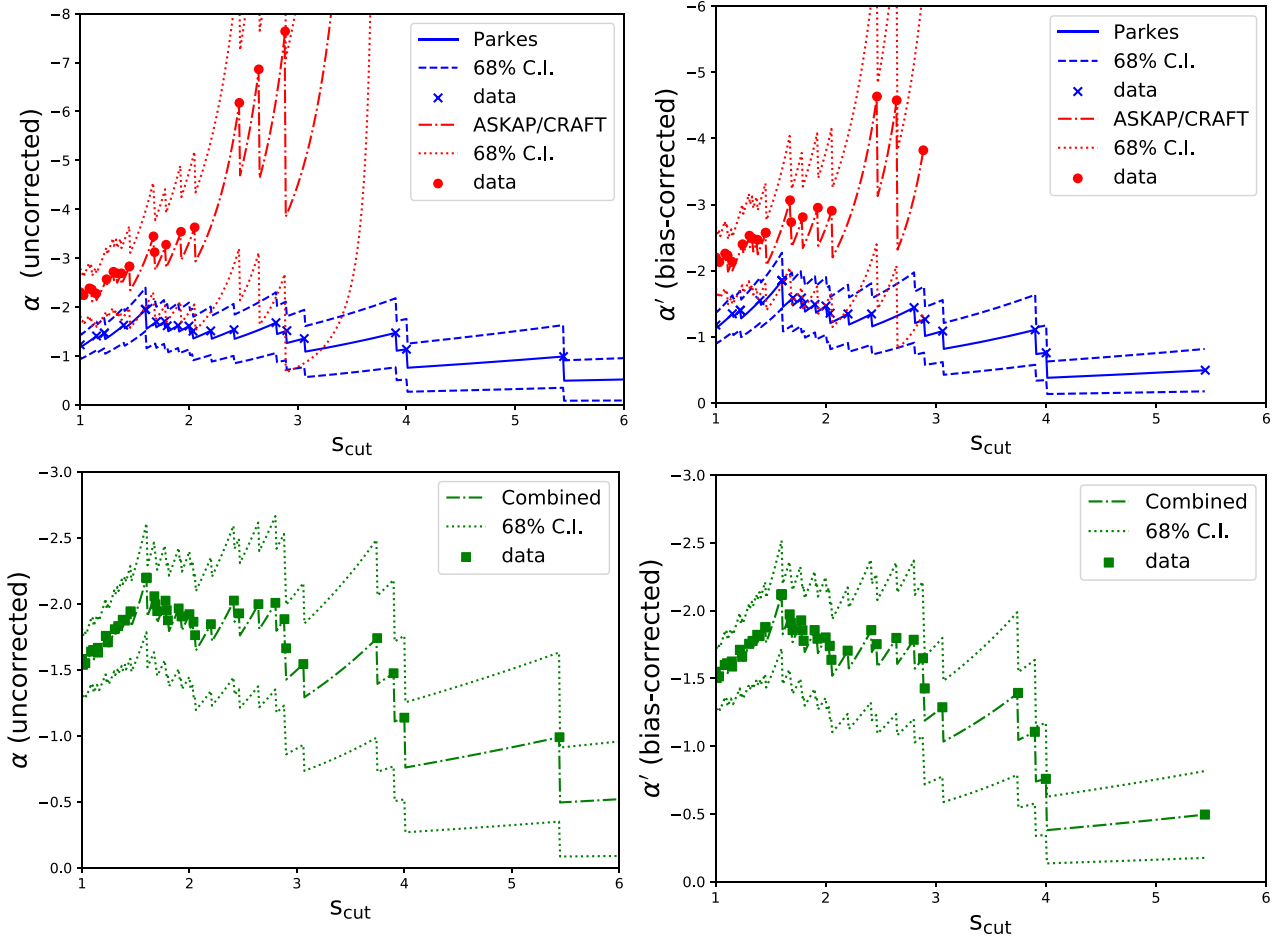 −8
−7
−6
−5
−4
−3
−2
−1
0
α (uncorrected)
1
2
3
4
5
6
s_cut
Parkes
68% C.I.
data
ASKAP/CRAFT
68% C.I.
data
−6
−5
−4
−3
−2
−1
0
α′ (bias-corrected)
1
2
3
4
5
6
s_cut
Parkes
68% C.I.
data
ASKAP/CRAFT
68% C.I.
data
−3.0
−2.5
−2.0
−1.5
−1.0
−0.5
0.0
α (uncorrected)
1
2
3
4
5
6
s_cut
Combined
68% C.I.
data
−3.0
−2.5
−2.0
−1.5
−1.0
−0.5
0.0
α′ (bias-corrected)
1
2
3
4
5
6
s_cut
Combined
68% C.I.
data